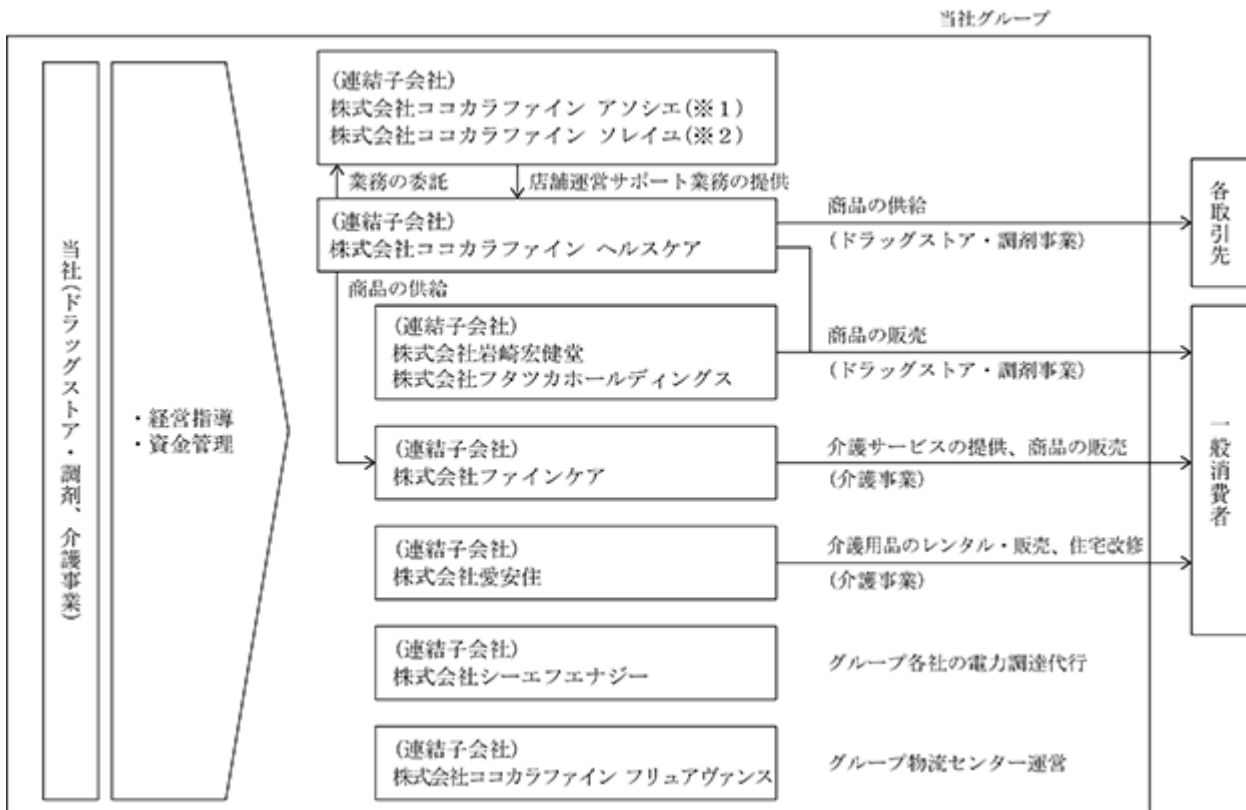 当社グループ
当社(ドラッグストア・調剤、介護事業)
・経営指導
・資金管理
(連結子会社)
株式会社ココカラファイン アソシエ(※1)
株式会社ココカラファイン ソレイユ(※2)
業務の委託
店舗運営サポート業務の提供
(連結子会社)
株式会社ココカラファイン ヘルスケア
商品の供給
(ドラッグストア・調剤事業)
各取引先
商品の供給
(連結子会社)
株式会社岩崎宏健堂
株式会社フタツカホールディングス
商品の販売
(ドラッグストア・調剤事業)
一般消費者
(連結子会社)
株式会社ファインケア
介護サービスの提供、商品の販売
(介護事業)
(連結子会社)
株式会社愛安住
介護用品のレンタル・販売、住宅改修
(介護事業)
(連結子会社)
株式会社シーエフエナジー
グループ各社の電力調達代行
(連結子会社)
株式会社ココカラファイン フリュアヴァンス
グループ物流センター運営